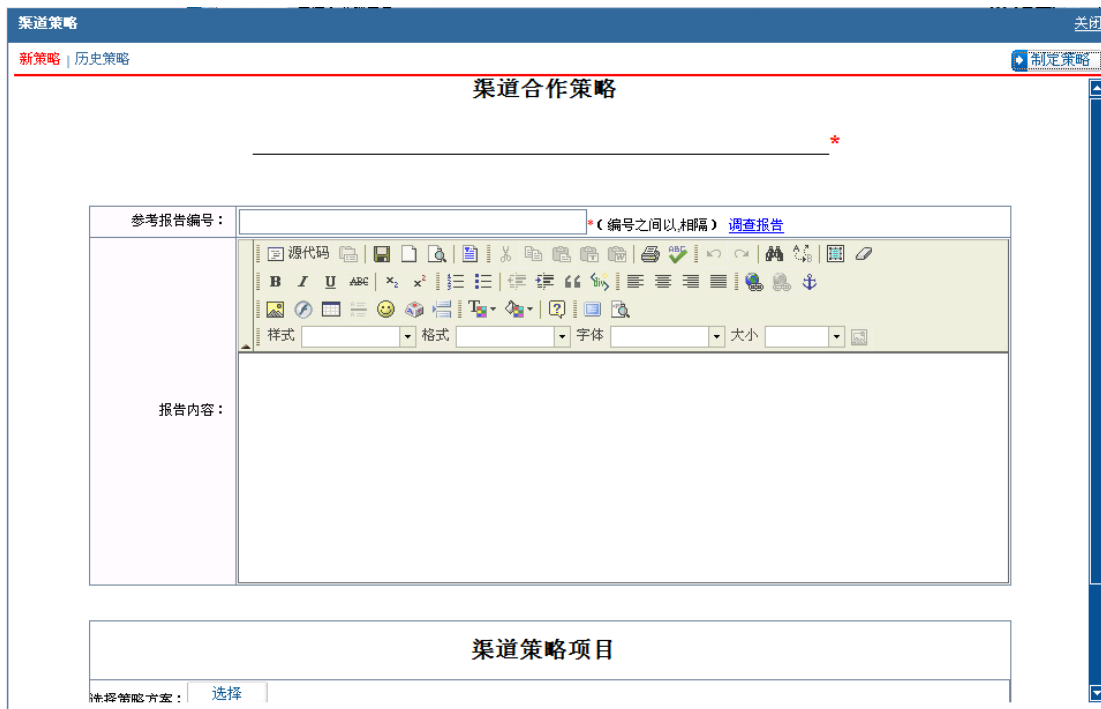 渠道策略 关闭
新策略 | 历史策略 制定策略
渠道合作策略
*
参考报告编号： *( 编号之间以,相隔 ) 调查报告
源代码
B I U ABC x₂ x²
样式 格式 字体 大小
报告内容：
渠道策略项目
选择策略方案： 选择